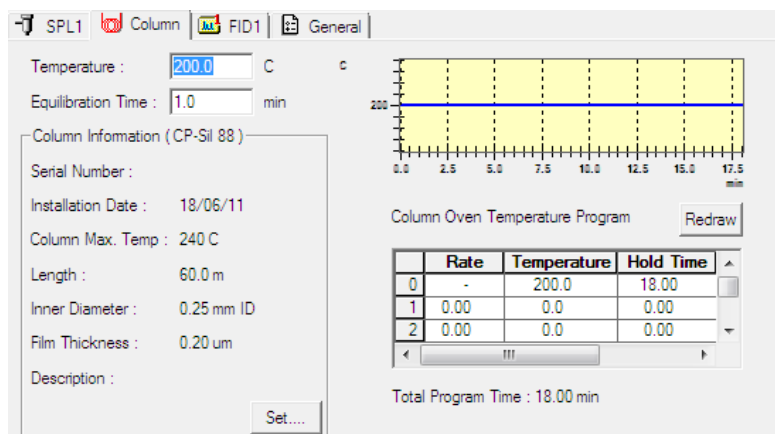 SPL1 Column FID1 General
Temperature : 200.0 C
Equilibration Time : 1.0 min
Column Information ( CP-Sil 88 )
Serial Number :
Installation Date : 18/06/11
Column Max. Temp : 240 C
Length : 60.0 m
Inner Diameter : 0.25 mm ID
Film Thickness : 0.20 um
Description :
Set....
C
200
0.0 2.5 5.0 7.5 10.0 12.5 15.0 17.5
min
Column Oven Temperature Program Redraw
Rate Temperature Hold Time
0 - 200.0 18.00
1 0.00 0.0 0.00
2 0.00 0.0 0.00
Total Program Time : 18.00 min